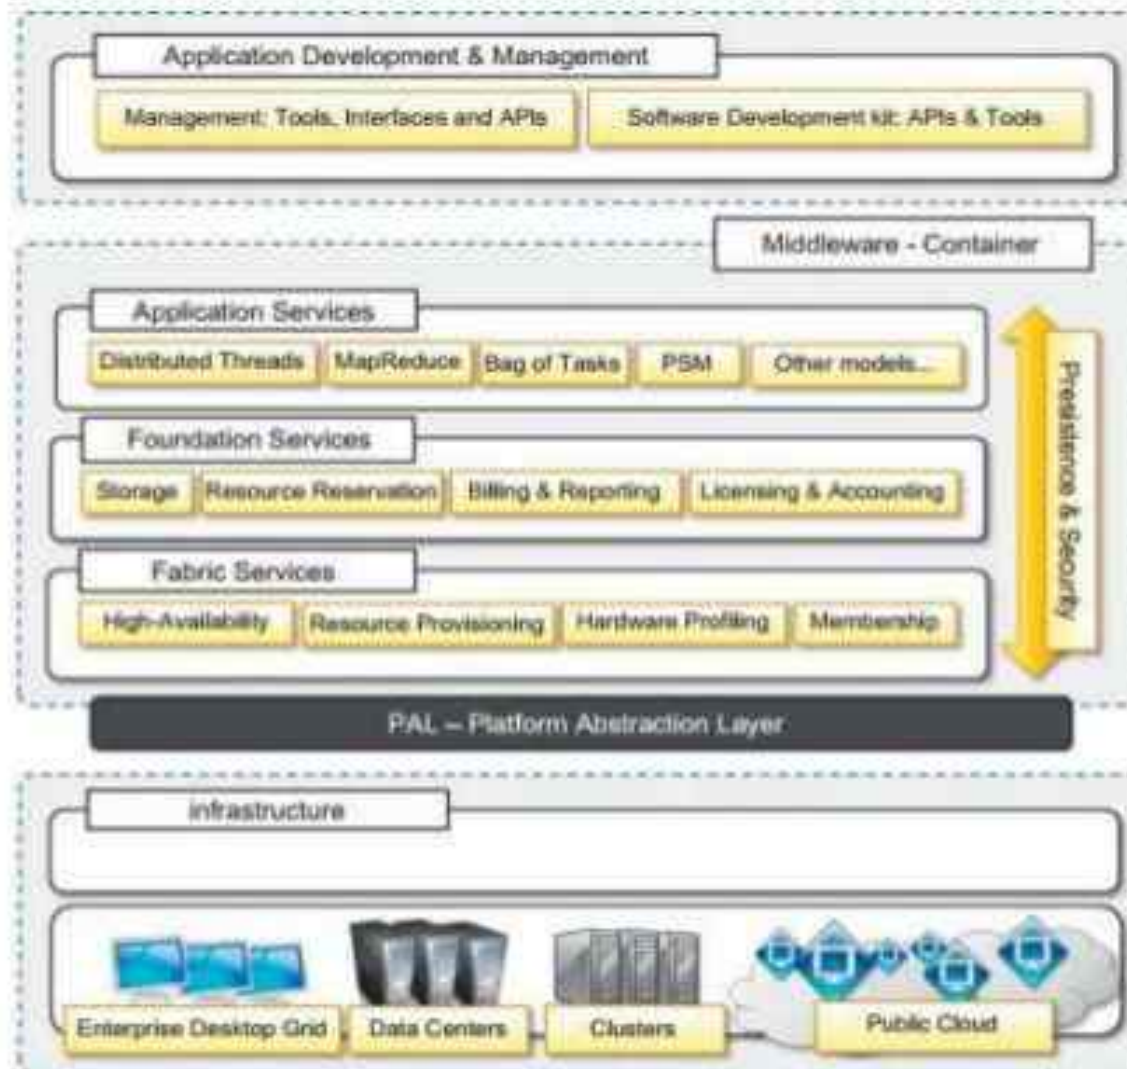 Application Development & Management
Management: Tools, Interfaces and APIs
Software Development kit: APIs & Tools
Middleware - Container
Application Services
Distributed Threads
MapReduce
Bag of Tasks
PSM
Other models...
Foundation Services
Storage
Resource Reservation
Billing & Reporting
Licensing & Accounting
Fabric Services
High-Availability
Resource Provisioning
Hardware Profiling
Membership
Presistence & Security
PAL – Platform Abstraction Layer
infrastructure
Enterprise Desktop Grid
Data Centers
Clusters
Public Cloud